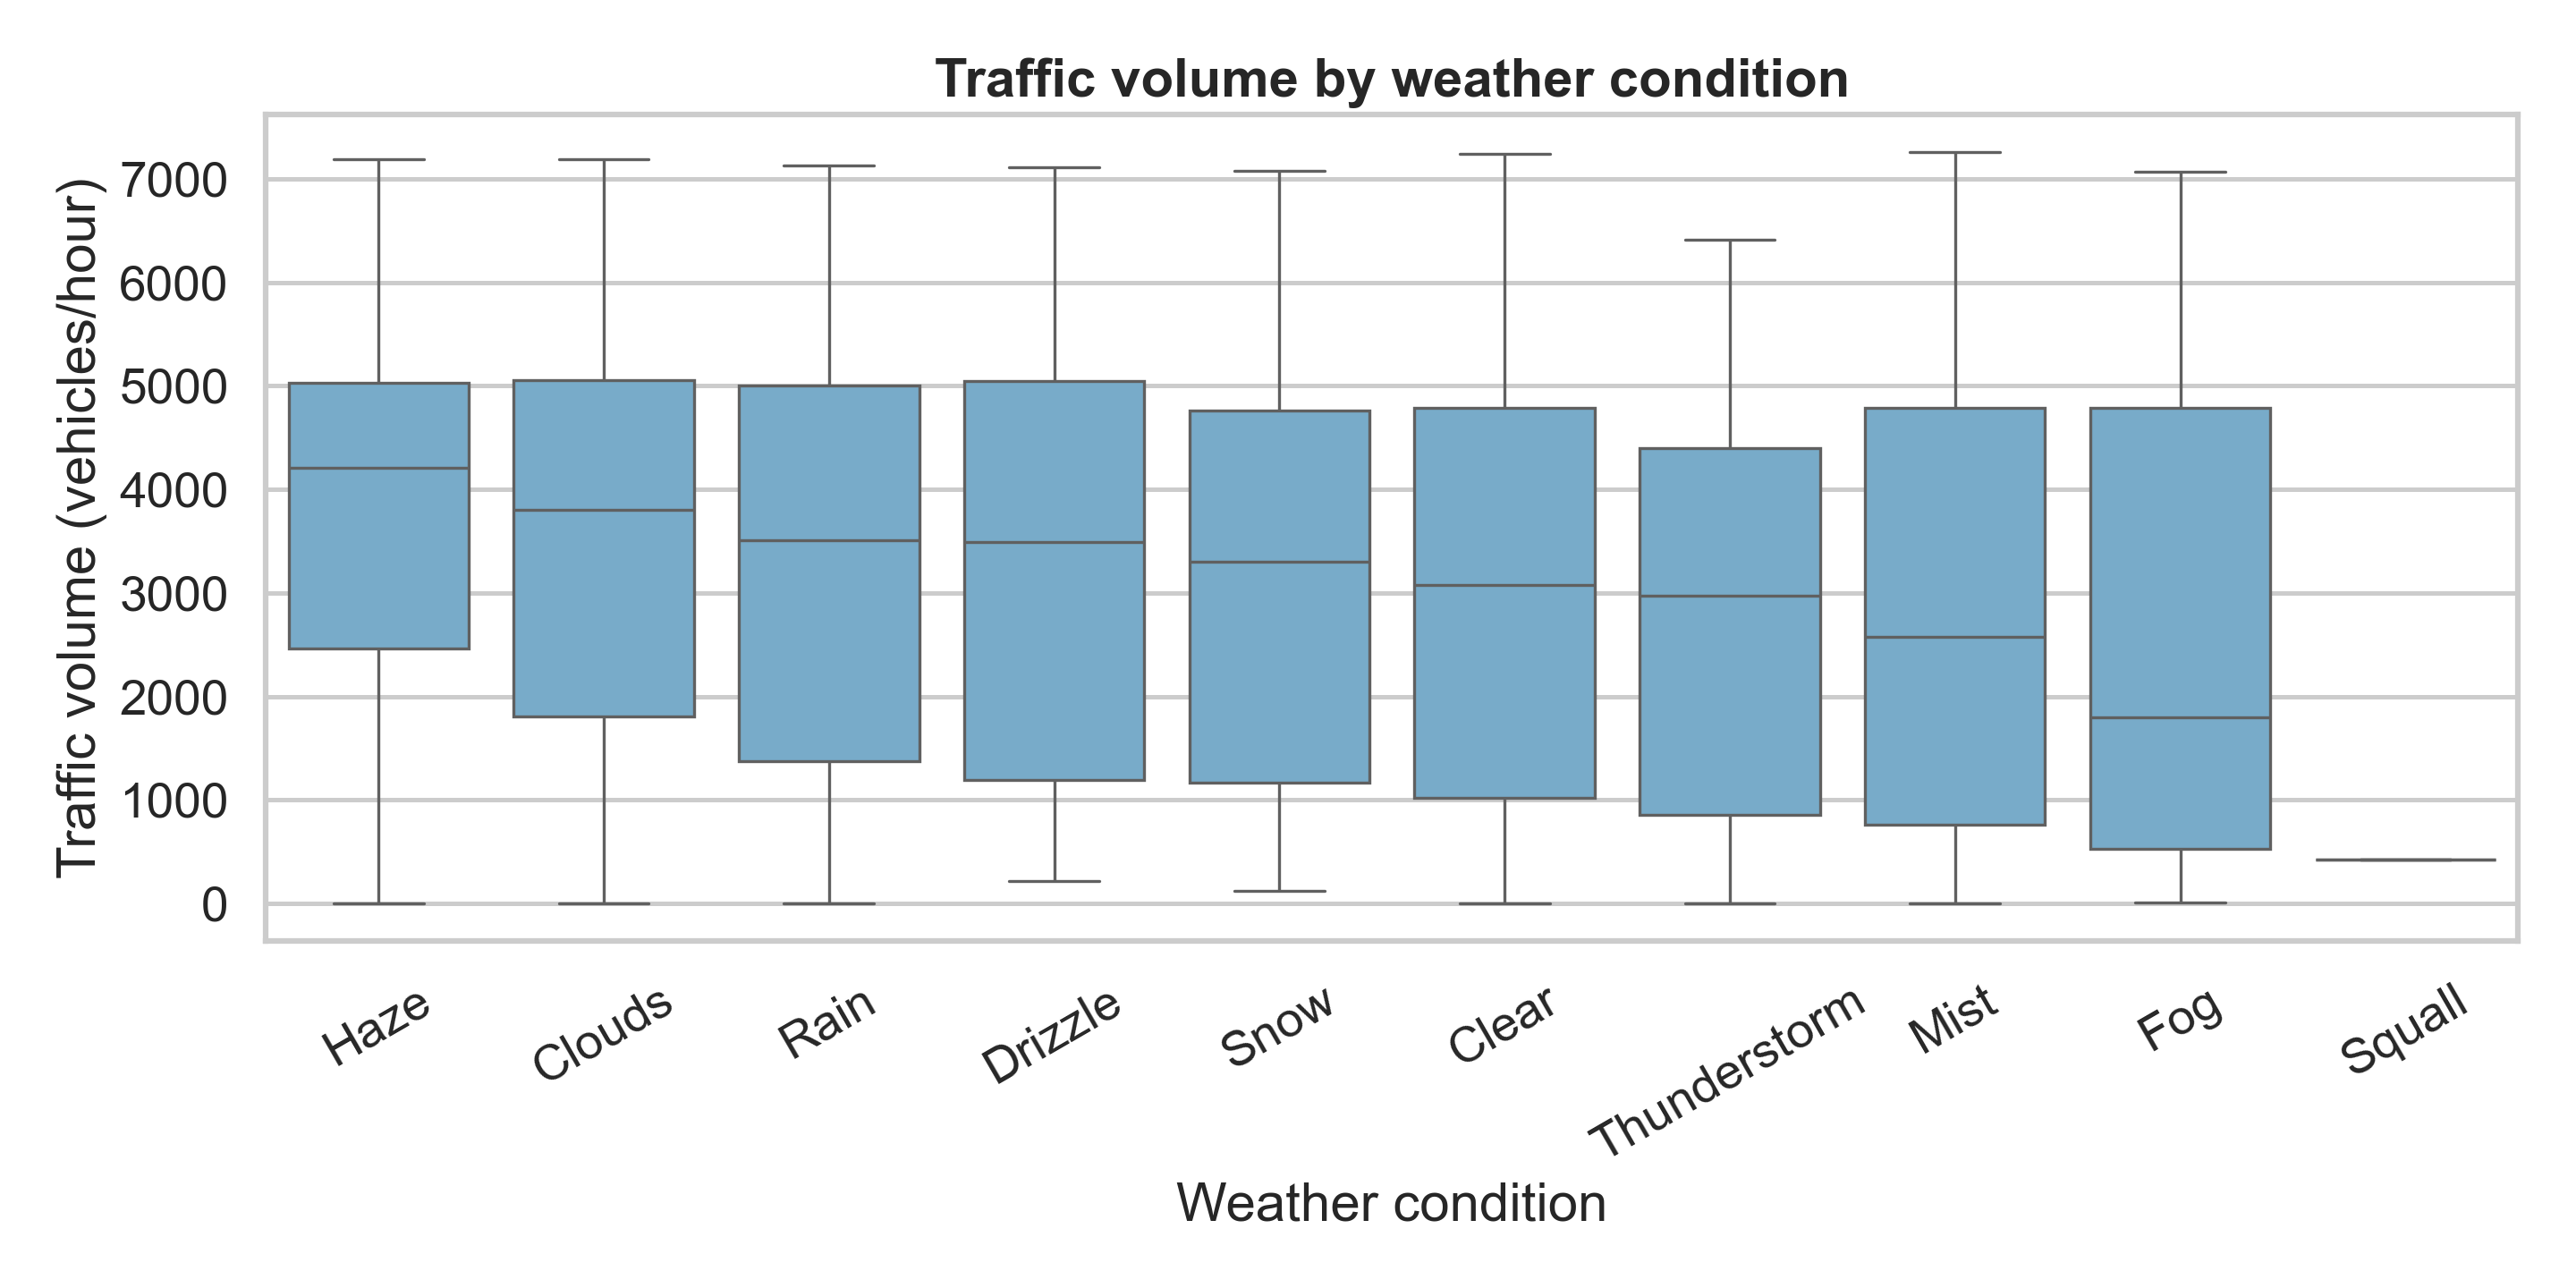 Traffic volume by weather condition
Traffic volume (vehicles/hour)
7000
6000
5000
4000
3000
2000
1000
0
Haze
Clouds
Rain
Drizzle
Snow
Clear
Thunderstorm
Mist
Fog
Squall
Weather condition